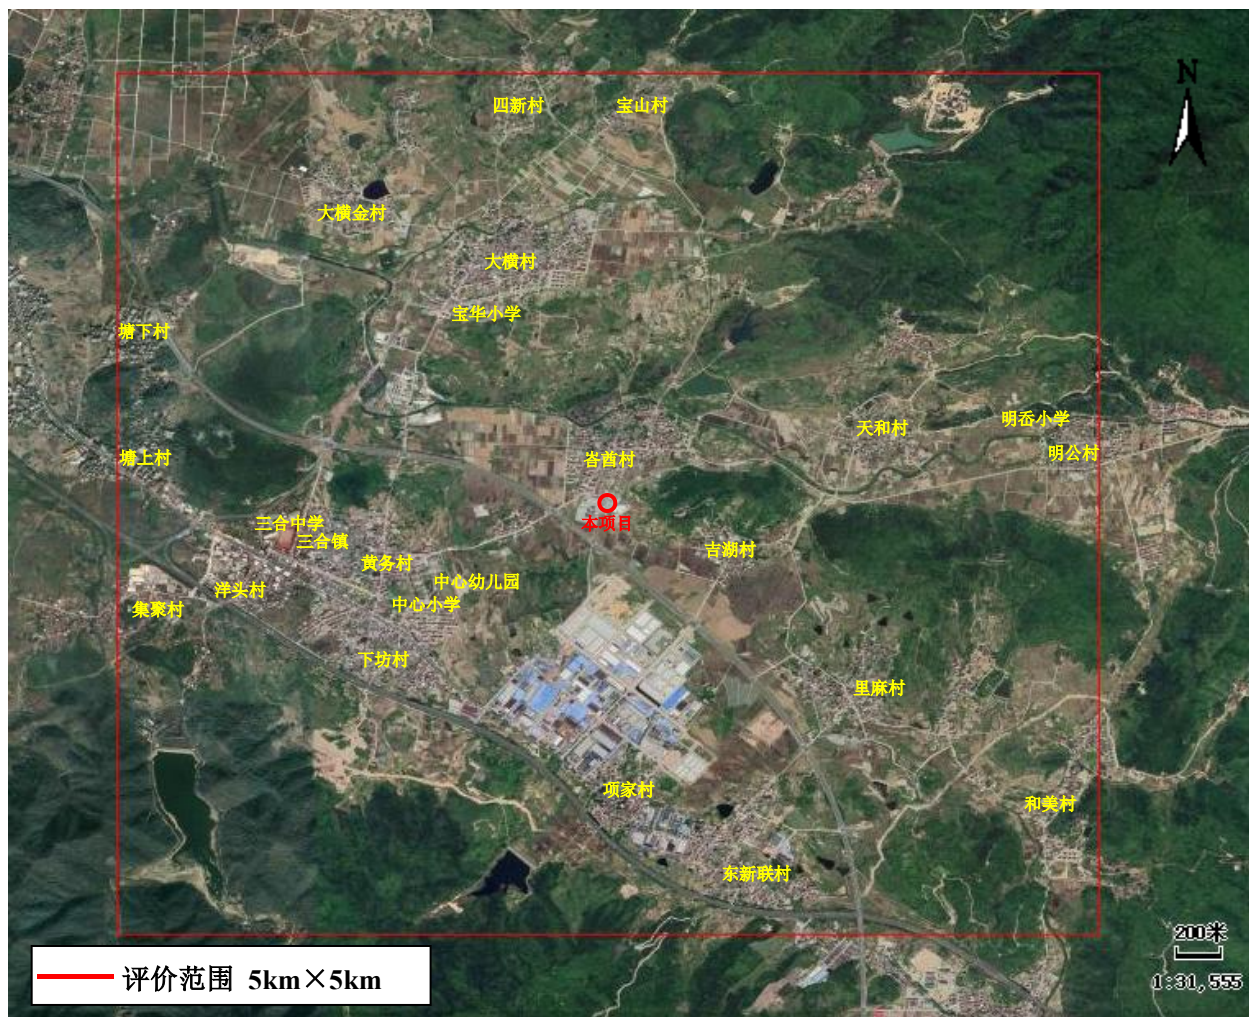 N
四新村
宝山村
大横金村
大横村
宝华小学
塘下村
明岙小学
天和村
明公村
塘上村
峇酋村
本项目
三合中学
三合镇
吉湖村
黄务村
中心幼儿园
洋头村
中心小学
集聚村
下坊村
里麻村
项家村
和美村
东新联村
200米
1:31,555
评价范围 5km×5km